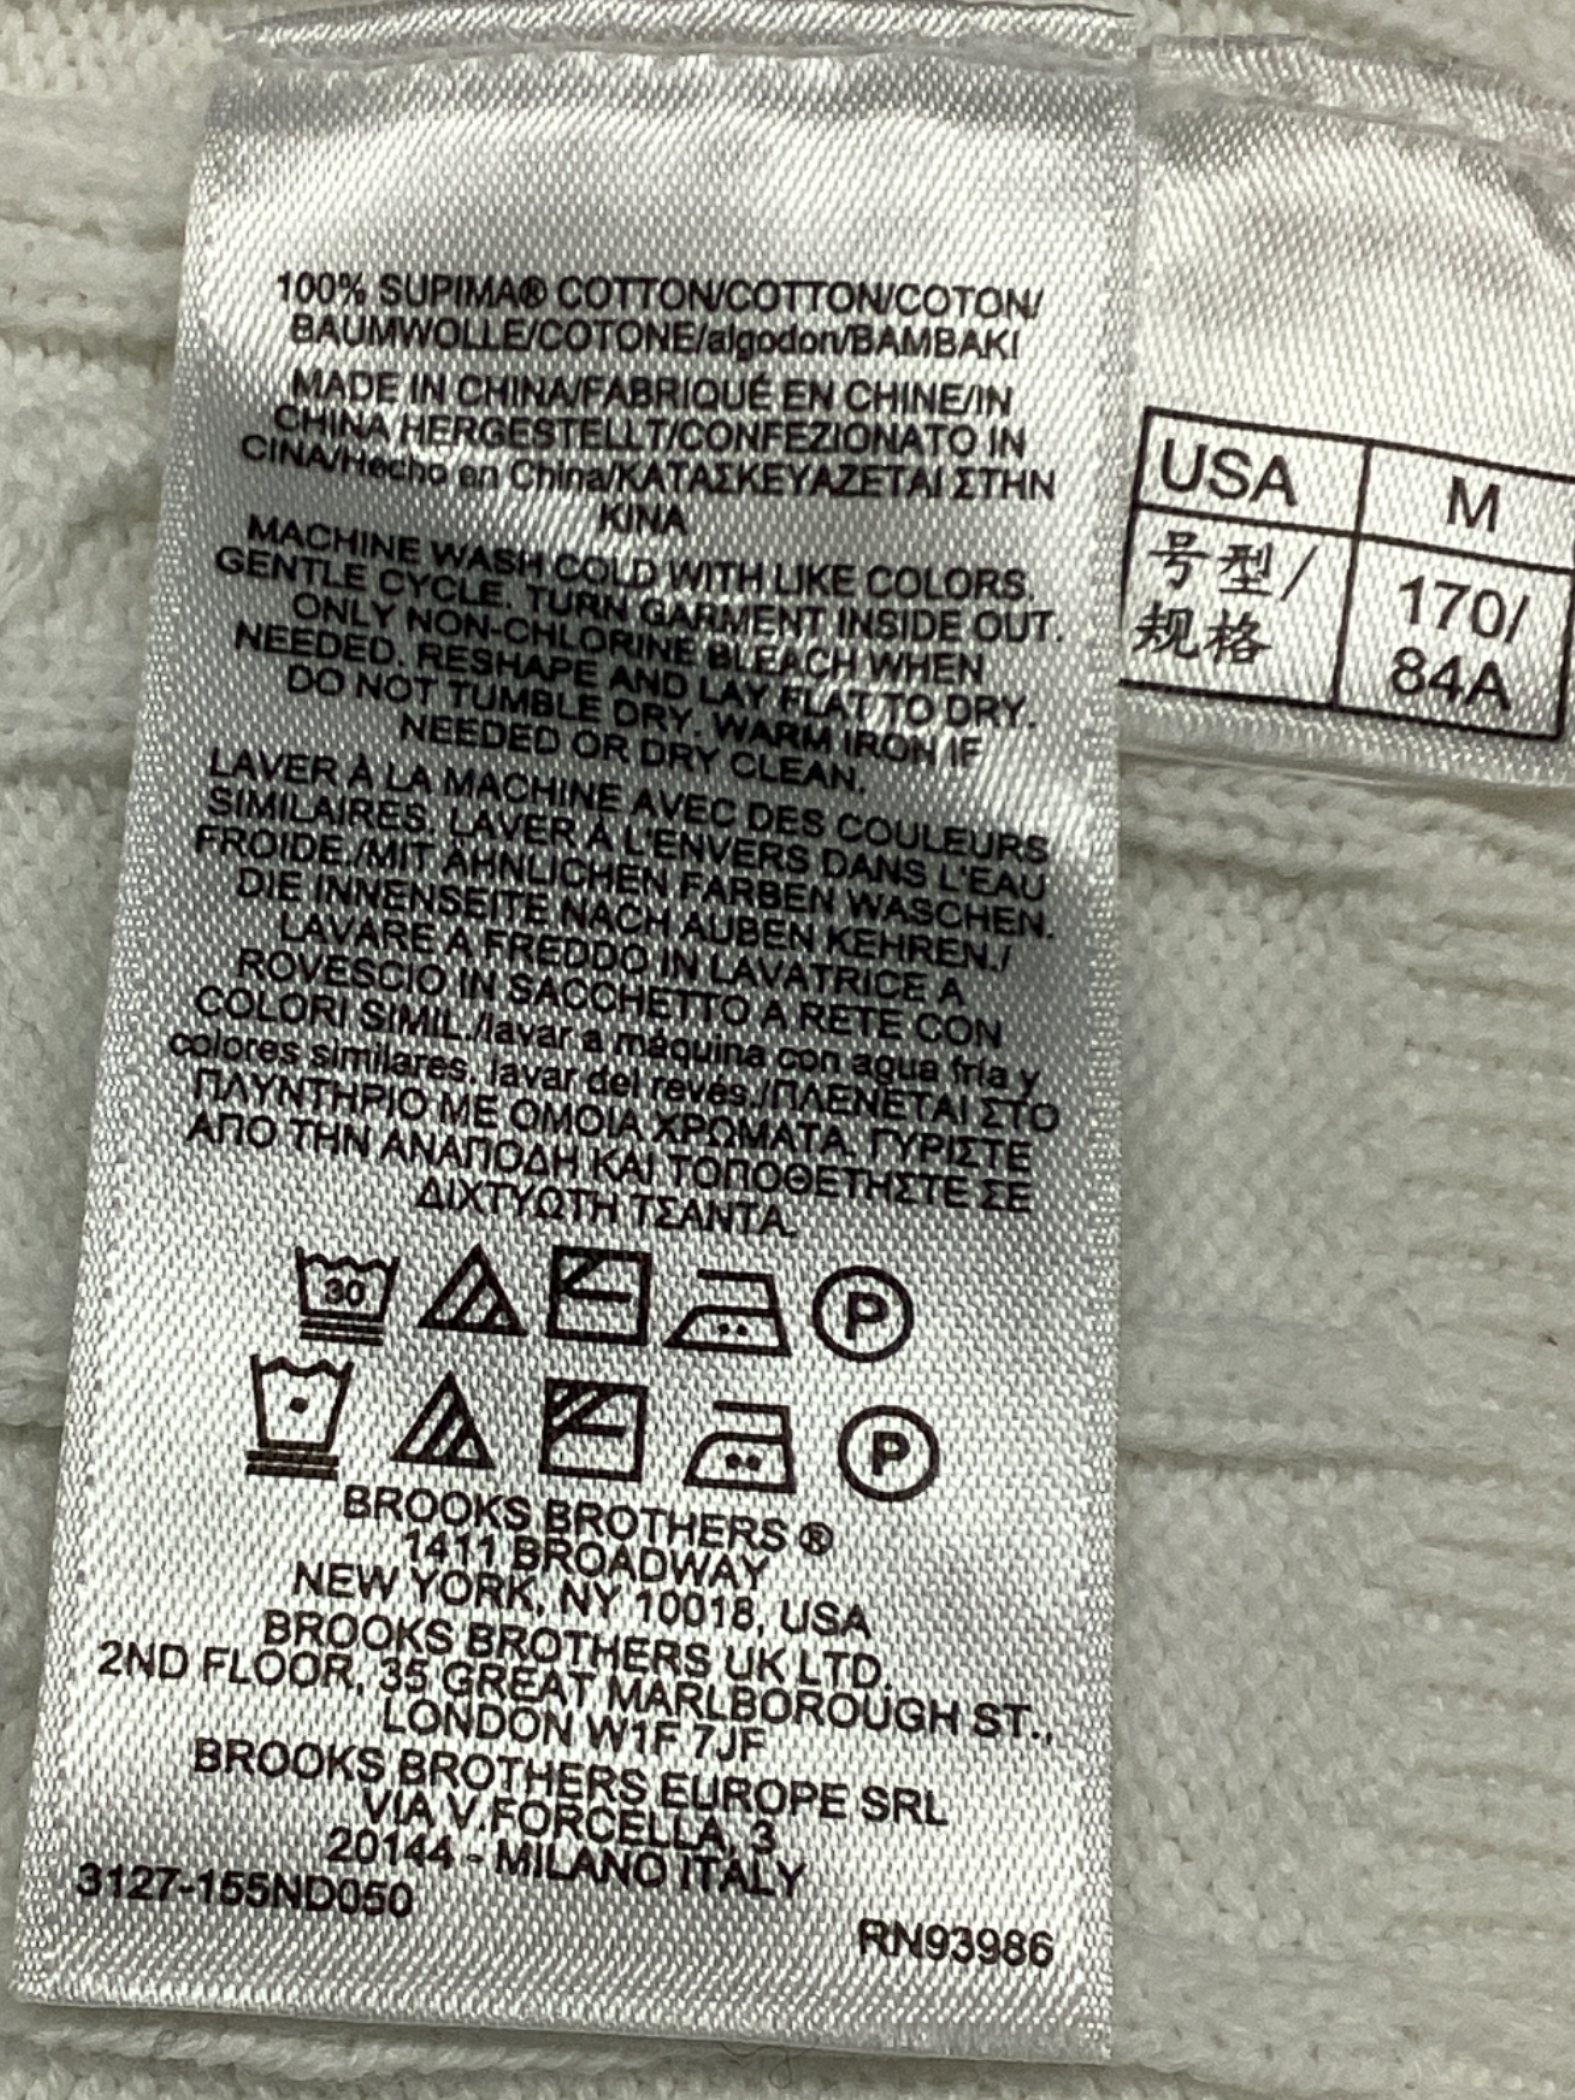 100% SUPIMA® COTTON/COTTON/COTON/
BAUMWOLLE/COTONE/algodon/BAMBAKI
MADE IN CHINA/FABRIQUÉ EN CHINE/IN
CHINA HERGESTELLT/CONFEZIONATO IN
CINA/Hecho en China/ΚΑΤΑΣΚΕΥΑΖΕΤΑΙ ΣΤΗΝ
ΚΙΝΑ
MACHINE WASH COLD WITH LIKE COLORS.
GENTLE CYCLE. TURN GARMENT INSIDE OUT.
ONLY NON-CHLORINE BLEACH WHEN
NEEDED. RESHAPE AND LAY FLAT TO DRY.
DO NOT TUMBLE DRY. WARM IRON IF
NEEDED OR DRY CLEAN.
LAVER À LA MACHINE AVEC DES COULEURS
SIMILAIRES. LAVER À L'ENVERS DANS L'EAU
FROIDE./MIT AHNLICHEN FARBEN WASCHEN.
DIE INNENSEITE NACH AUBEN KEHREN./
LAVARE A FREDDO IN LAVATRICE A
ROVESCIO IN SACCHETTO A RETE CON
COLORI SIMIL./lavar a máquina con agua fría y
colores similares. lavar del revés./ΠΛΕΝΕΤΑΙ ΣΤΟ
ΠΛΥΝΤΗΡΙΟ ΜΕ ΟΜΟΙΑ ΧΡΩΜΑΤΑ. ΓΥΡΙΣΤΕ
ΑΠΟ ΤΗΝ ΑΝΑΠΟΔΗ ΚΑΙ ΤΟΠΟΘΕΤΗΣΤΕ ΣΕ
ΔΙΧΤΥΩΤΗ ΤΣΑΝΤΑ.
30 P
P
BROOKS BROTHERS ®
1411 BROADWAY
NEW YORK, NY 10018, USA
BROOKS BROTHERS UK LTD.
2ND FLOOR, 35 GREAT MARLBOROUGH ST.,
LONDON W1F 7JF
BROOKS BROTHERS EUROPE SRL
VIA V.FORCELLA, 3
20144 - MILANO ITALY
3127-155ND050
RN93986
USA M
号型/ 170/
规格 84A